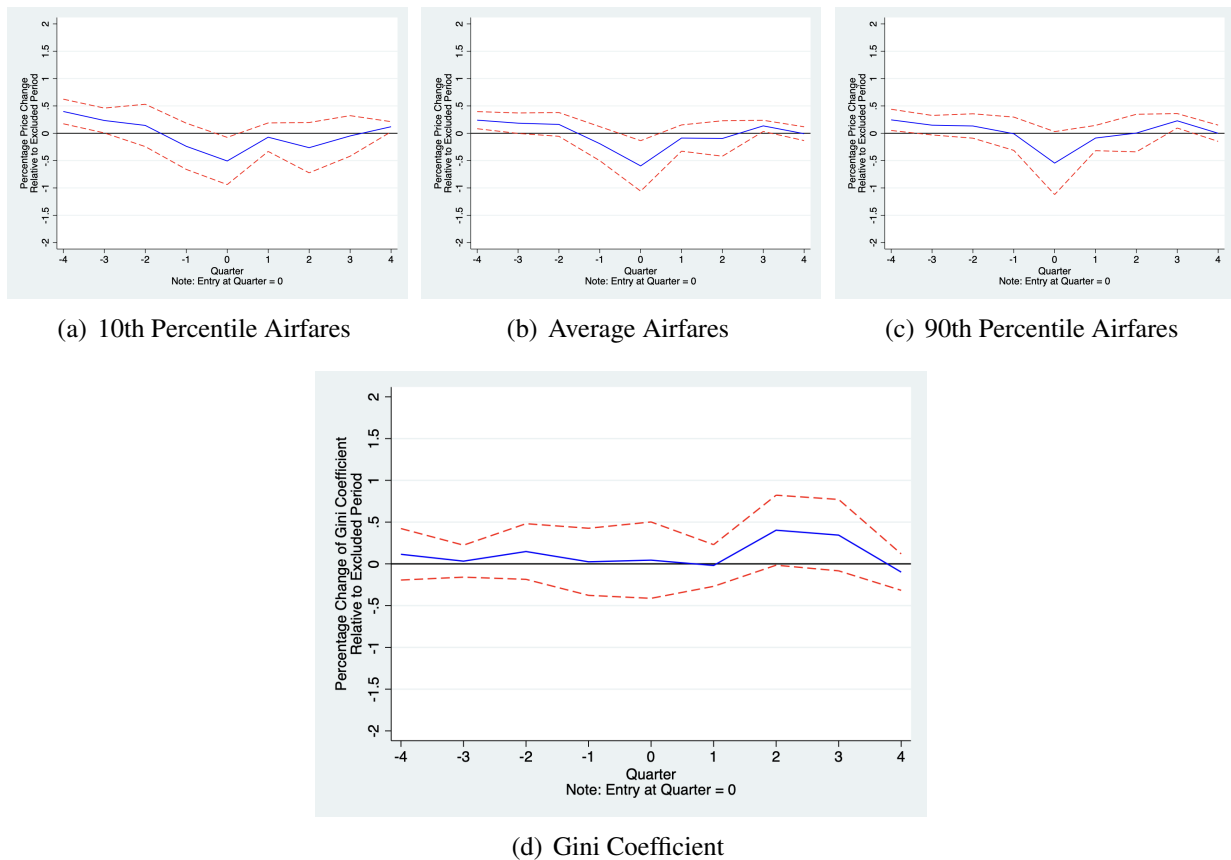 Percentage Price Change
Relative to Excluded Period
2
1.5
1
.5
0
-.5
-1
-1.5
-2
-4 -3 -2 -1 0 1 2 3 4
Quarter
Note: Entry at Quarter = 0
(a) 10th Percentile Airfares
Percentage Price Change
Relative to Excluded Period
2
1.5
1
.5
0
-.5
-1
-1.5
-2
-4 -3 -2 -1 0 1 2 3 4
Quarter
Note: Entry at Quarter = 0
(b) Average Airfares
Percentage Price Change
Relative to Excluded Period
2
1.5
1
.5
0
-.5
-1
-1.5
-2
-4 -3 -2 -1 0 1 2 3 4
Quarter
Note: Entry at Quarter = 0
(c) 90th Percentile Airfares
Percentage Change of Gini Coefficient
Relative to Excluded Period
2
1.5
1
.5
0
-.5
-1
-1.5
-2
-4 -3 -2 -1 0 1 2 3 4
Quarter
Note: Entry at Quarter = 0
(d) Gini Coefficient